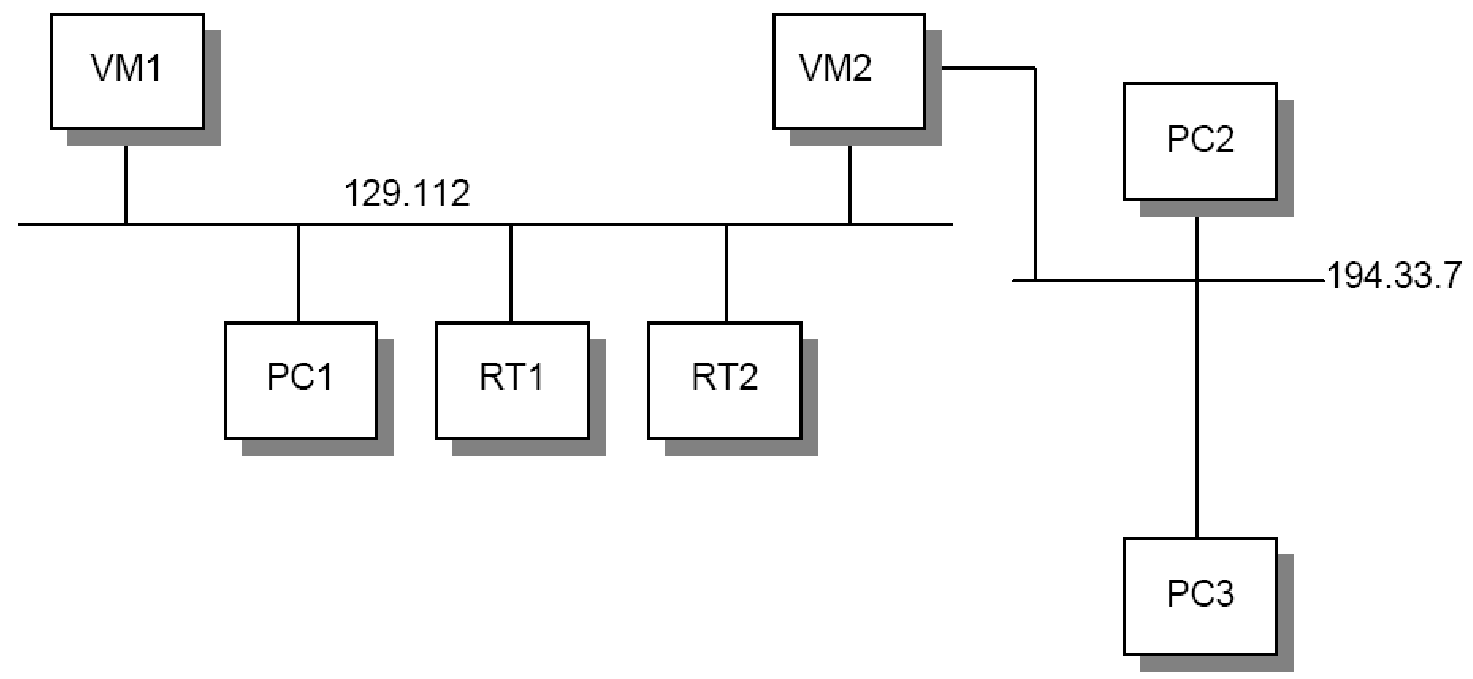 VM1
VM2
PC2
129.112
194.33.7
PC1
RT1
RT2
PC3